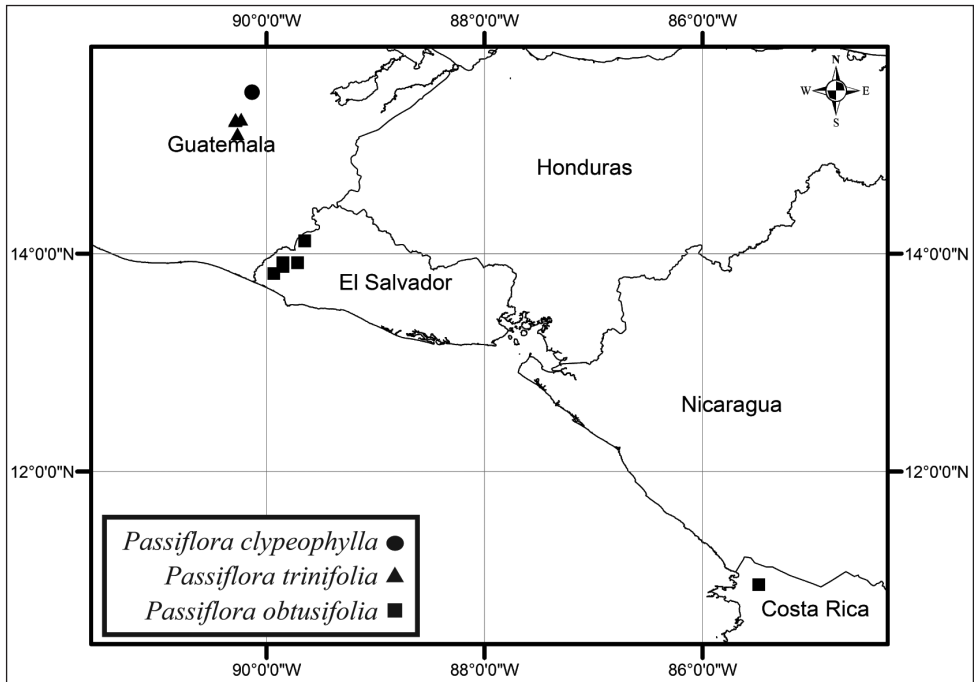 90°0'0"W 88°0'0"W 86°0'0"W
N
W E
S
Guatemala
Honduras
14°0'0"N 14°0'0"N
El Salvador
Nicaragua
12°0'0"N 12°0'0"N
Passiflora clypeophylla
Passiflora trinifolia
Passiflora obtusifolia
Costa Rica
90°0'0"W 88°0'0"W 86°0'0"W